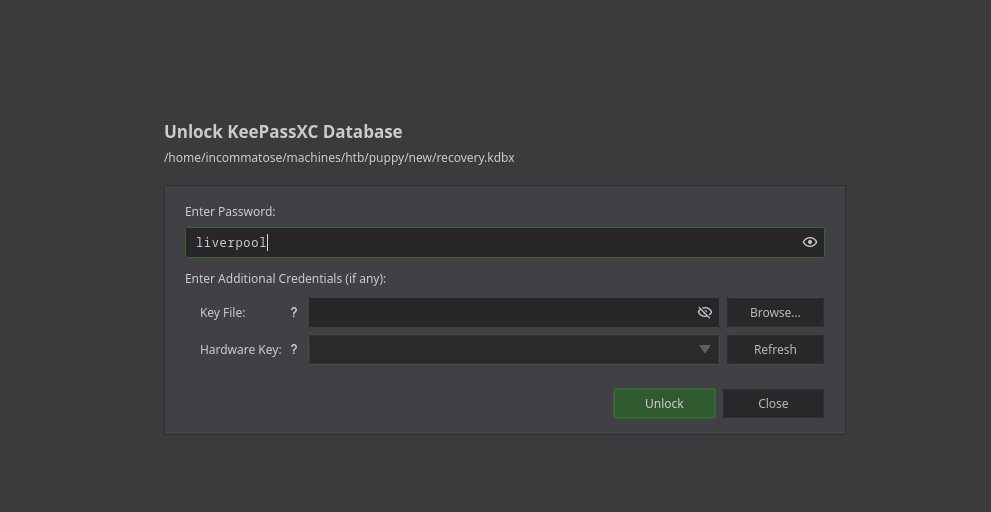 Unlock KeePassXC Database
/home/incommatose/machines/htb/puppy/new/recovery.kdbx
Enter Password:
liverpool
Enter Additional Credentials (if any):
Key File: ? Browse...
Hardware Key: ? Refresh
Unlock Close